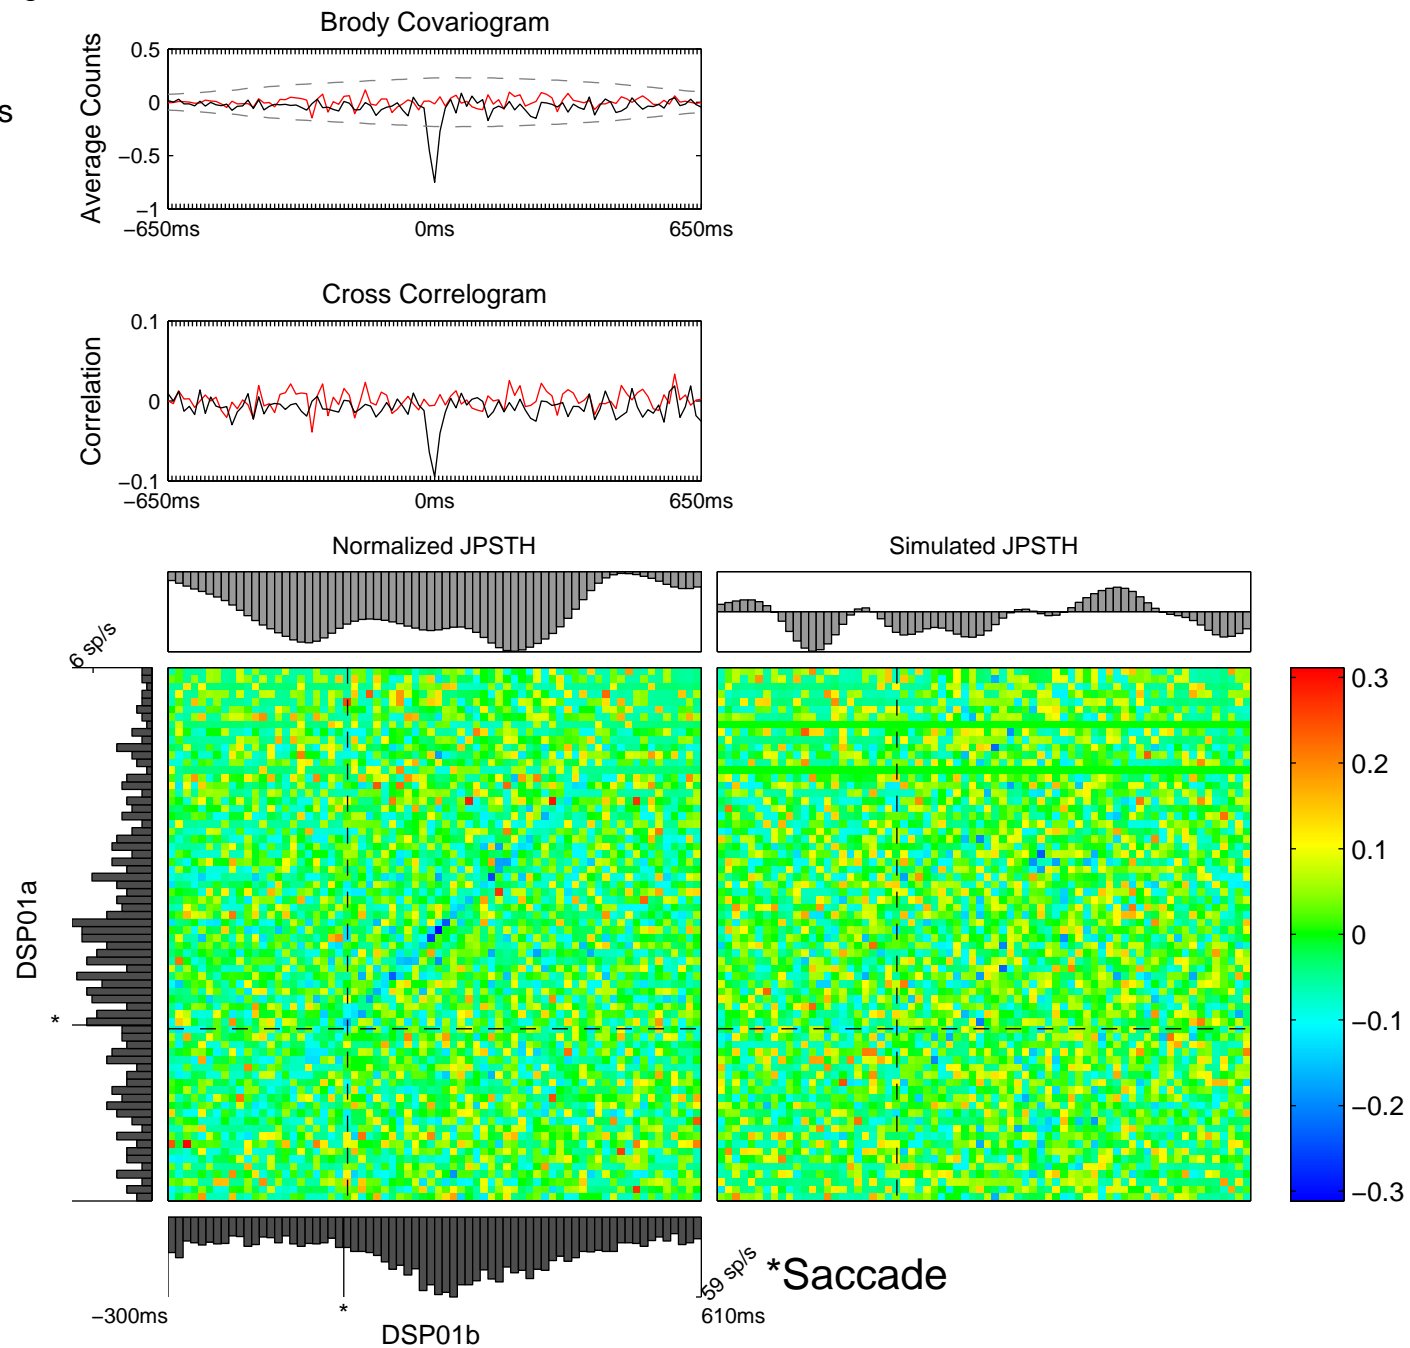 Brody Covariogram
0.5
0
−0.5
−1
Average Counts
s
−650ms
0ms
650ms
Cross Correlogram
0.1
0
−0.1
Correlation
−650ms
0ms
650ms
Normalized JPSTH
Simulated JPSTH
6 sp/s
DSP01a
*
0.3
0.2
0.1
0
−0.1
−0.2
−0.3
59 sp/s
*Saccade
−300ms
*
610ms
DSP01b